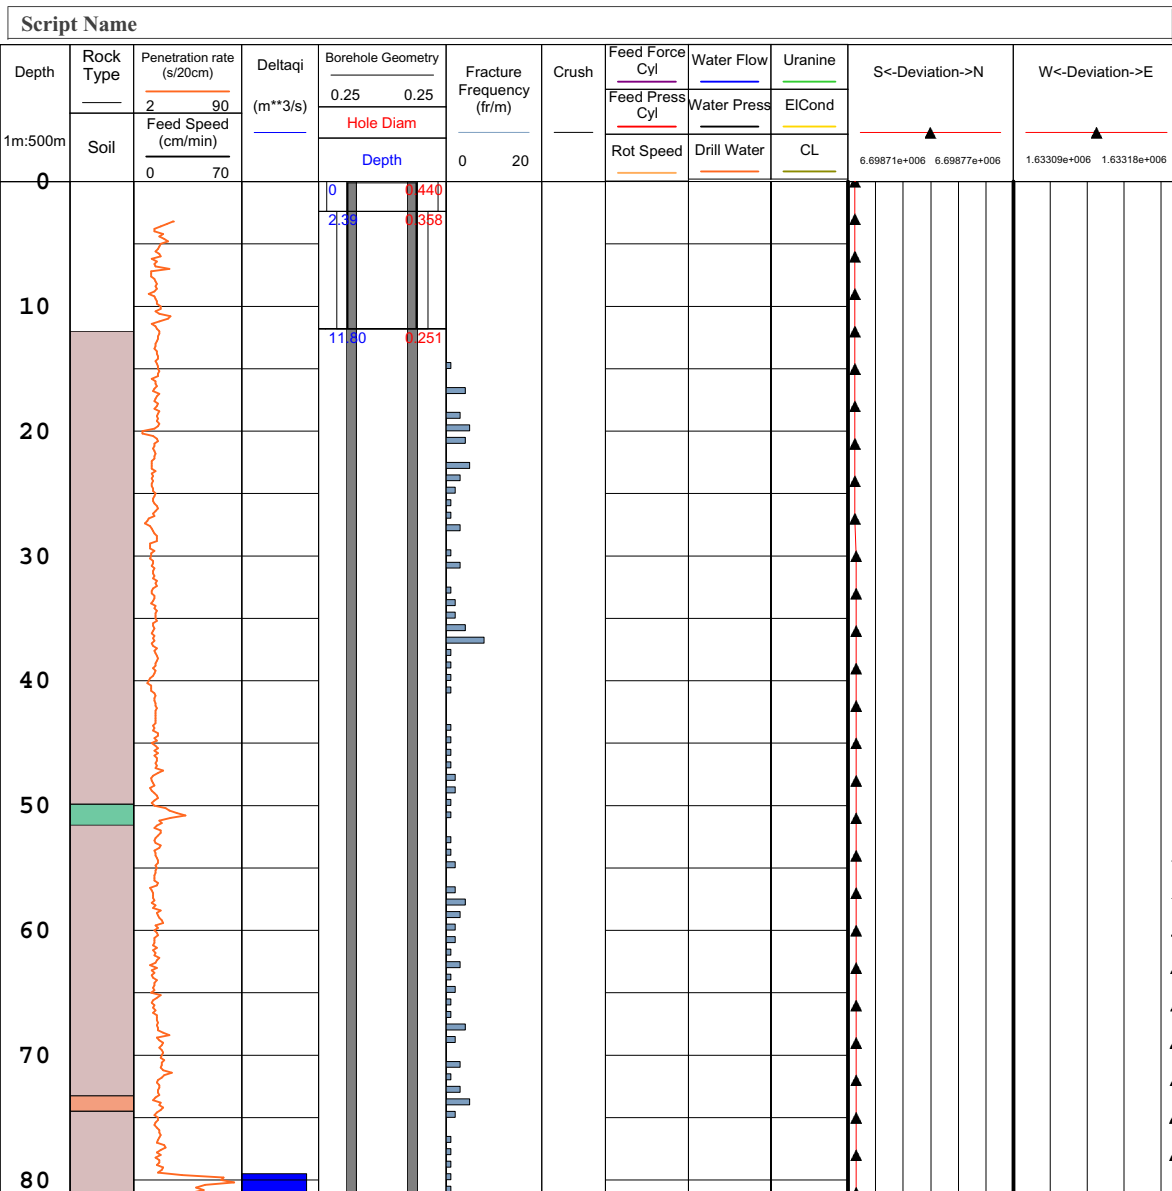 Script Name
Depth
1m:500m
Rock
Type
Soil
Penetration rate
(s/20cm)
2 90
Feed Speed
(cm/min)
0 70
Deltaqi
(m**3/s)
Borehole Geometry
0.25 0.25
Hole Diam
Depth
Fracture
Frequency
(fr/m)
0 20
Crush
Feed Force
Cyl
Feed Press
Cyl
Rot Speed
Water Flow
Water Press
Drill Water
Uranine
ElCond
CL
S<-Deviation->N
6.69871e+006 6.69877e+006
W<-Deviation->E
1.63309e+006 1.63318e+006
0
0 0.440
2.39 0.358
10
11.80 0.251
20
30
40
50
60
70
80